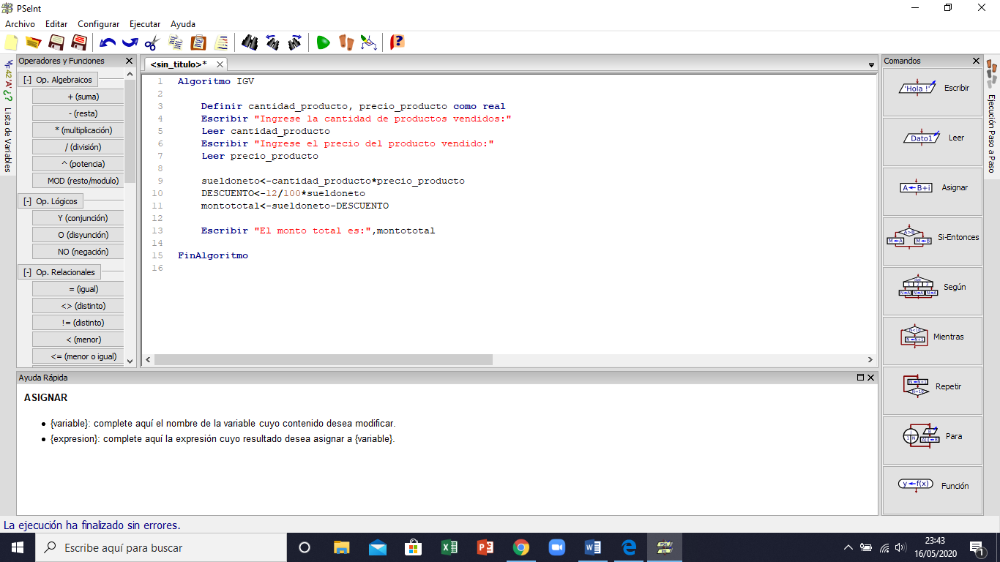 PSeInt
Archivo Editar Configurar Ejecutar Ayuda
Operadores y Funciones
<sin_titulo>*
Comandos
42 'A' ¿? Lista de Variables
[-] Op. Algebraicos
+ (suma)
- (resta)
* (multiplicación)
/ (división)
^ (potencia)
MOD (resto/modulo)
[-] Op. Lógicos
Y (conjunción)
O (disyunción)
NO (negación)
[-] Op. Relacionales
= (igual)
<> (distinto)
!= (distinto)
< (menor)
<= (menor o igual)
1 Algoritmo IGV
2
3 Definir cantidad_producto, precio_producto como real
4 Escribir "Ingrese la cantidad de productos vendidos:"
5 Leer cantidad_producto
6 Escribir "Ingrese el precio del producto vendido:"
7 Leer precio_producto
8
9 sueldoneto<-cantidad_producto*precio_producto
10 DESCUENTO<-12/100*sueldoneto
11 montototal<-sueldoneto-DESCUENTO
12
13 Escribir "El monto total es:",montototal
14
15 FinAlgoritmo
16
'Hola !' Escribir
Dato1 Leer
A B+i Asignar
A>B M A M B Si-Entonces
Según
N<10 N N+1 Mientras
N N+1 N=10 Repetir
Para
y f(x) Función
Ejecución Paso a Paso
Ayuda Rápida
ASIGNAR
• {variable}: complete aquí el nombre de la variable cuyo contenido desea modificar.
• {expresion}: complete aquí la expresión cuyo resultado desea asignar a {variable}.
La ejecución ha finalizado sin errores.
Escribe aquí para buscar
23:43
16/05/2020
1